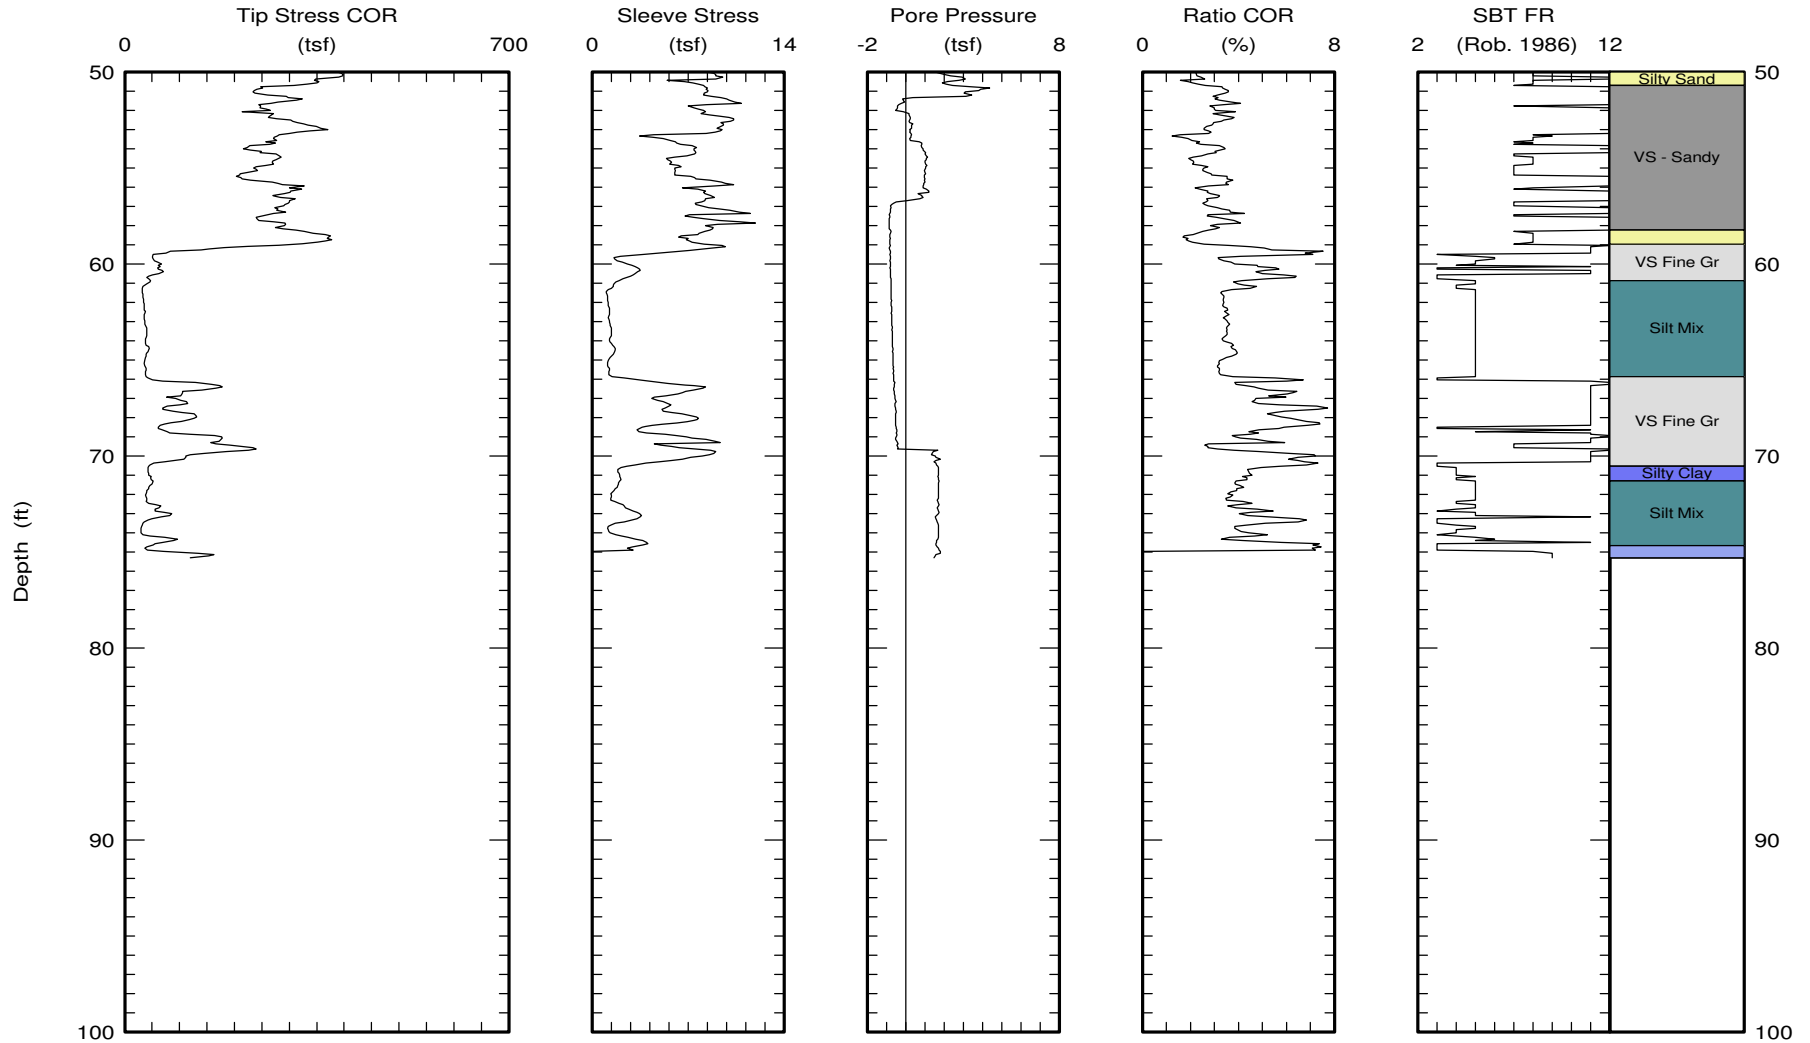 Tip Stress COR Sleeve Stress Pore Pressure Ratio COR SBT FR
0 (tsf) 700 0 (tsf) 14 -2 (tsf) 8 0 (%) 8 2 (Rob. 1986) 12
50 50
Silty Sand
VS - Sandy
60 VS Fine Gr 60
Silt Mix
VS Fine Gr
70 70
Silty Clay
Silt Mix
Depth (ft)
80 80
90 90
100 100